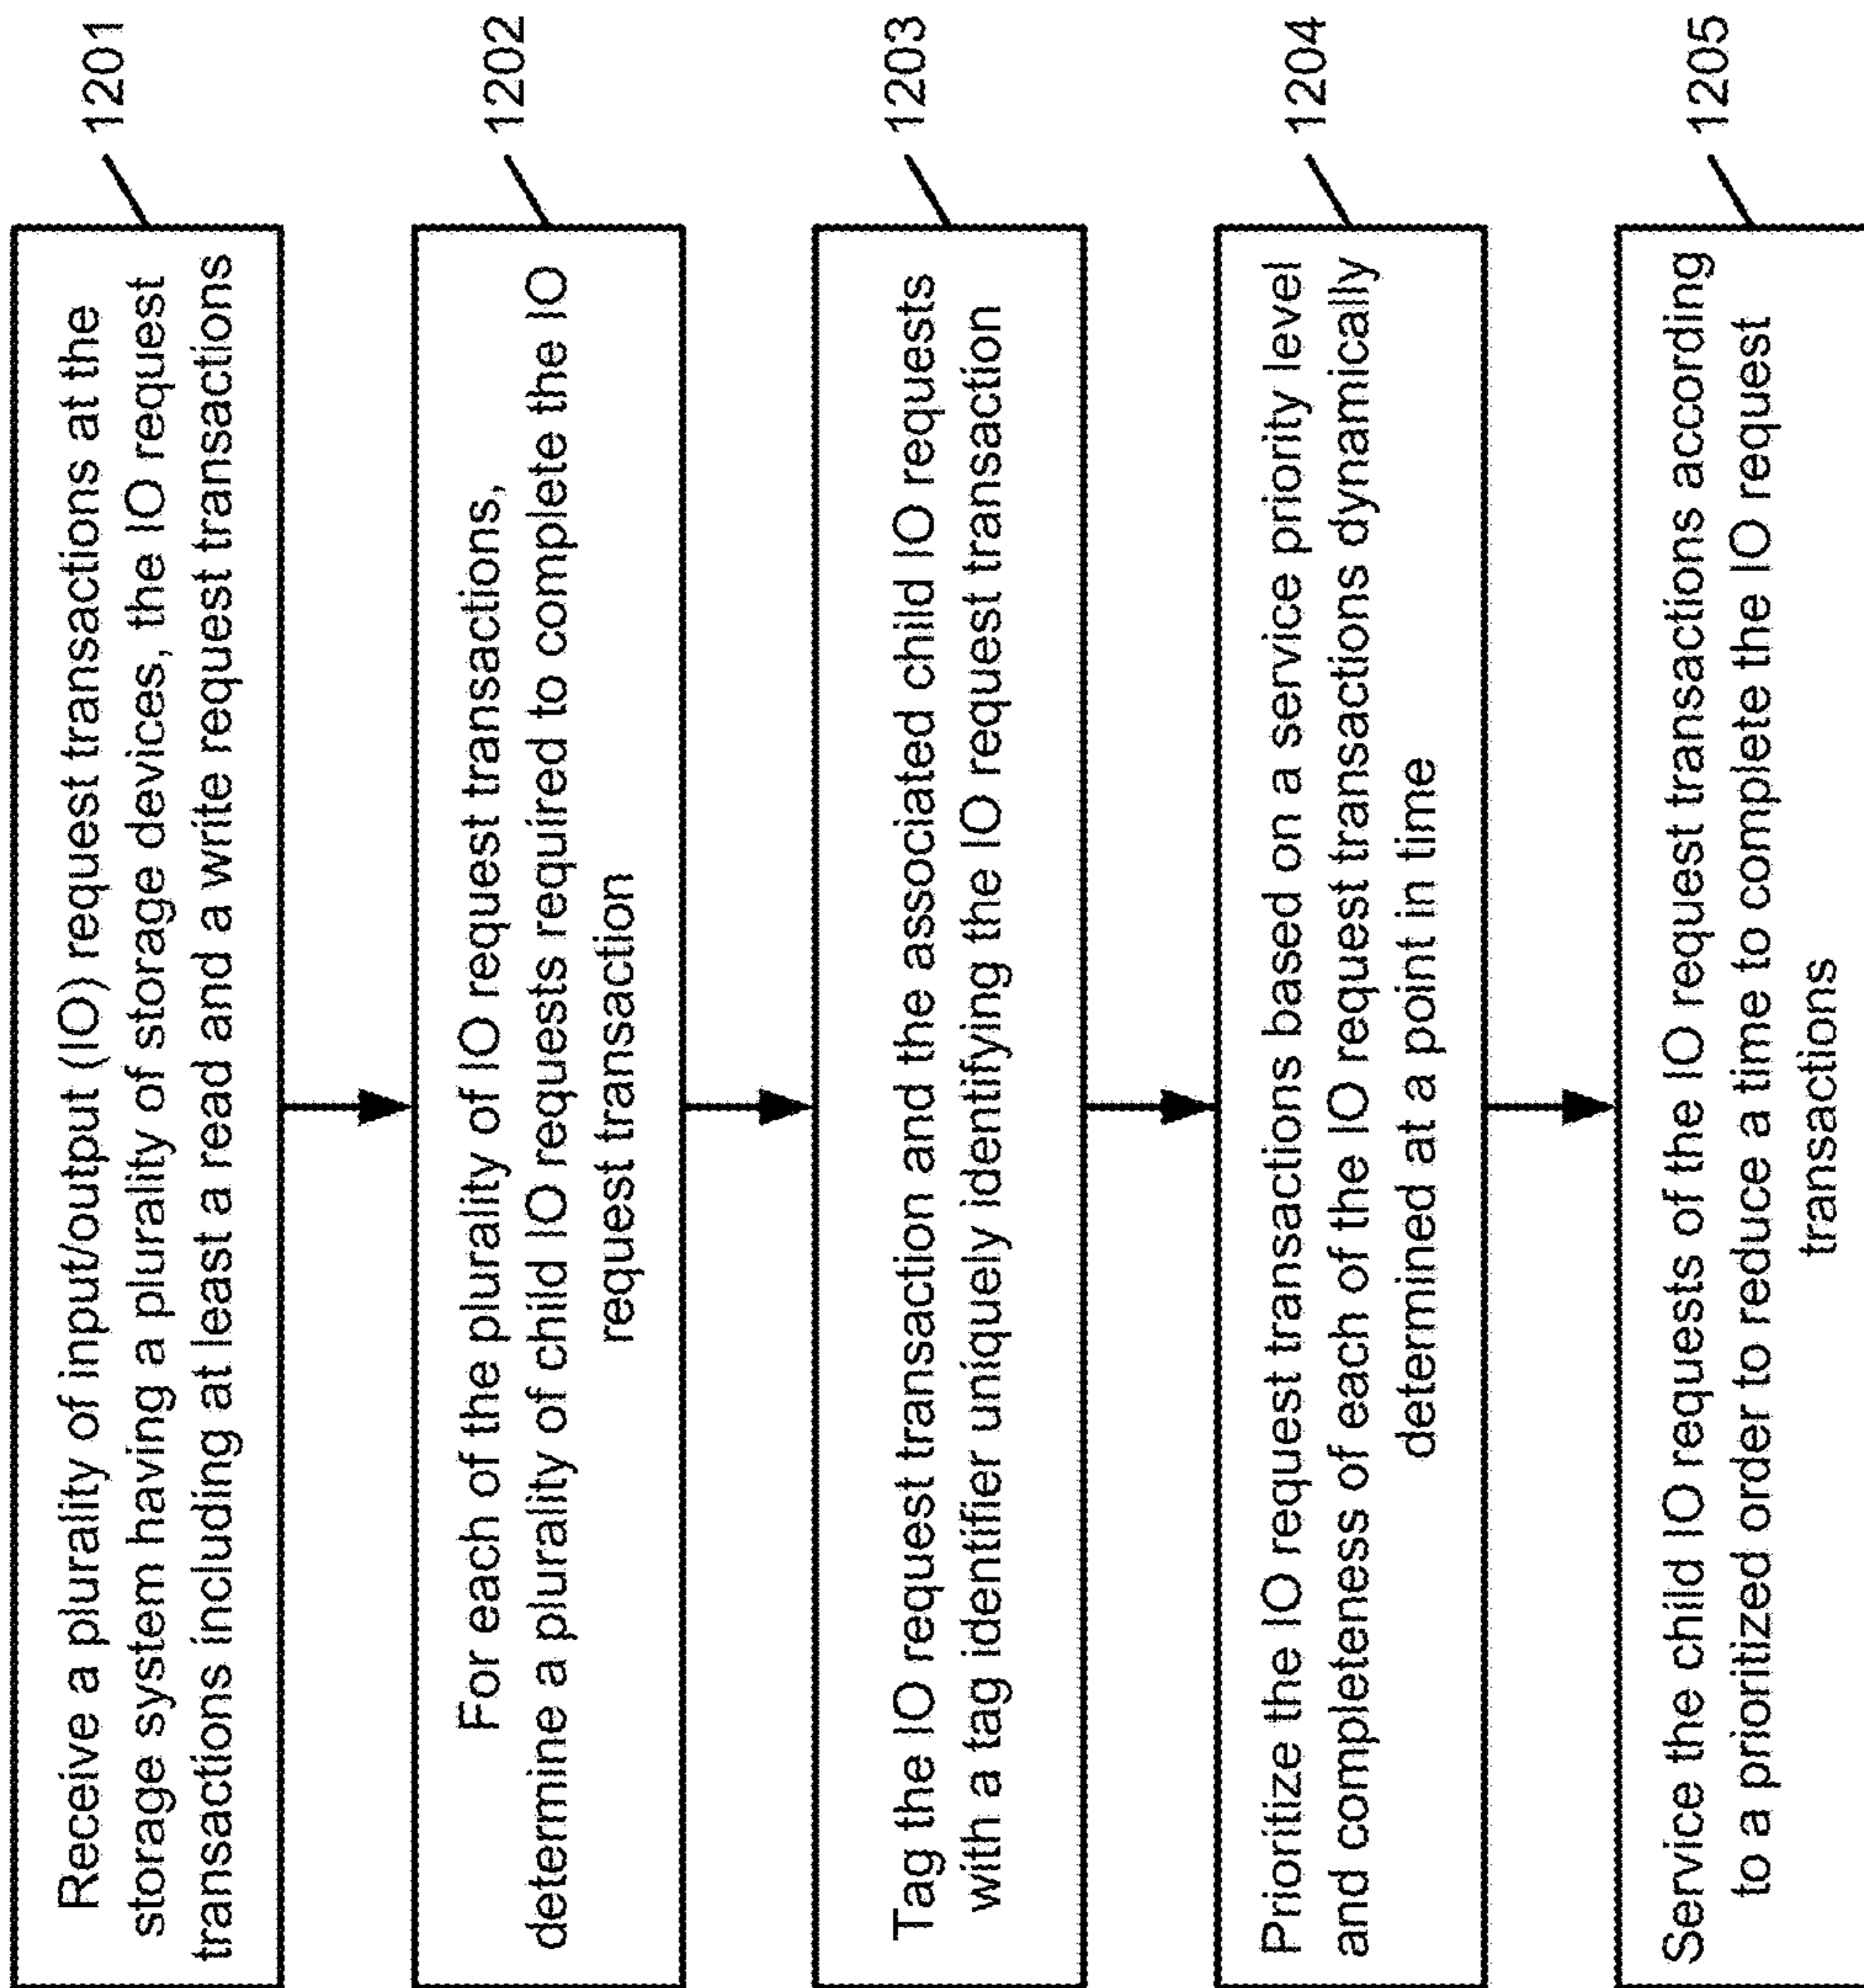 Receive a plurality of input/output (IO) request transactions at the
storage system having a plurality of storage devices, the IO request
transactions including at least a read and a write request transactions
1201
For each of the plurality of IO request transactions,
determine a plurality of child IO requests required to complete the IO
request transaction
1202
Tag the IO request transaction and the associated child IO requests
with a tag identifier uniquely identifying the IO request transaction
1203
Prioritize the IO request transactions based on a service priority level
and completeness of each of the IO request transactions dynamically
determined at a point in time
1204
Service the child IO requests of the IO request transactions according
to a prioritized order to reduce a time to complete the IO request
transactions
1205